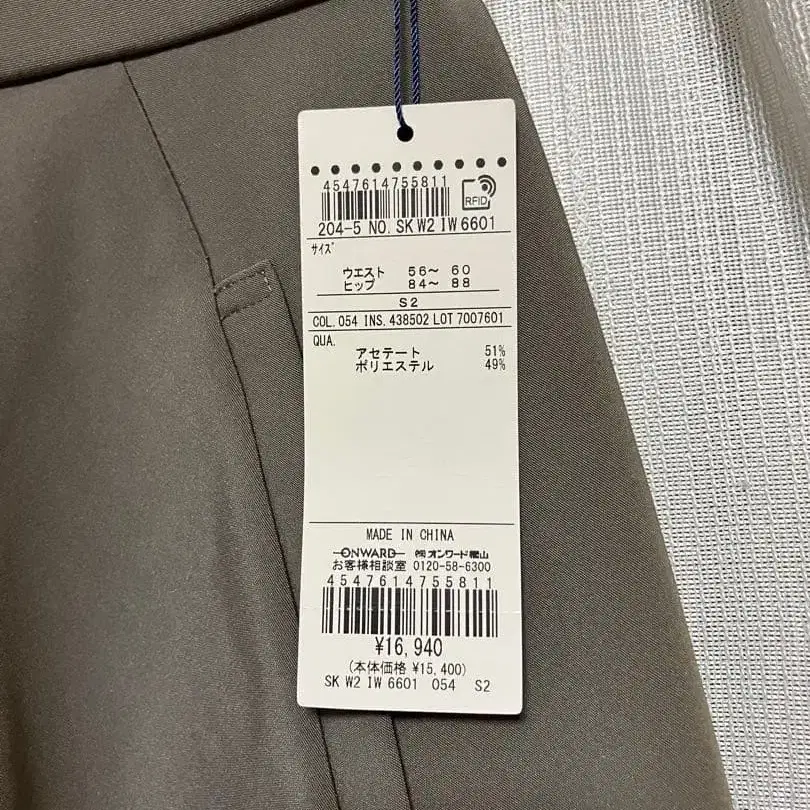 4547614755811
RFID
204-5 NO. SK W2 IW 6601
サイズ
ウエスト 56～ 60
ヒップ 84～ 88
S2
COL. 054 INS. 438502 LOT 7007601
QUA.
アセテート 51%
ポリエステル 49%
MADE IN CHINA
ONWARD ㈱オンワード樫山
お客様相談室 0120-58-6300
4547614755811
¥16,940
(本体価格 ¥15,400)
SK W2 IW 6601 054 S2